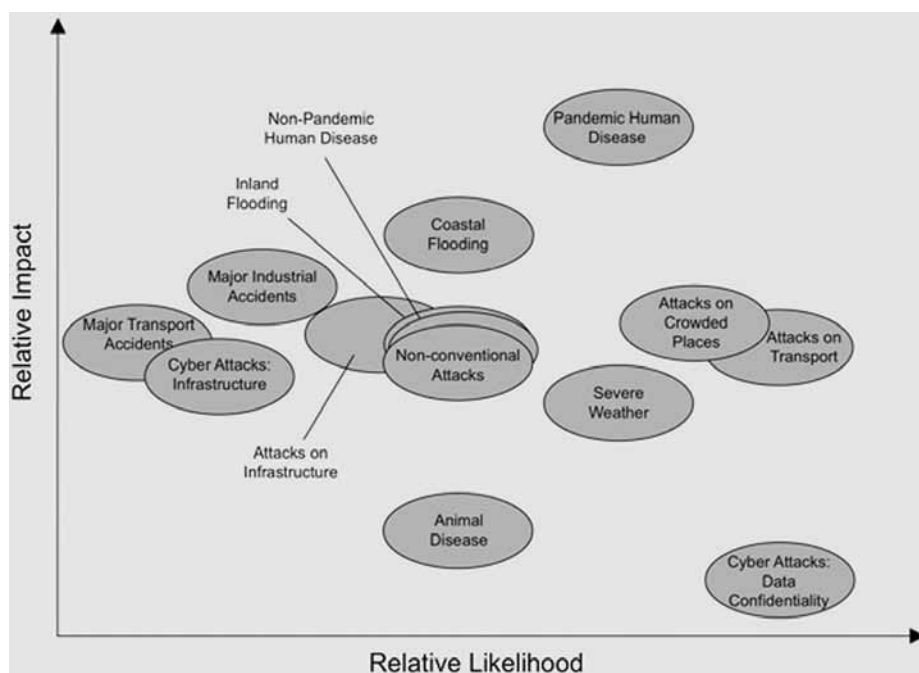 Relative Impact
Non-Pandemic
Human Disease
Pandemic Human
Disease
Inland
Flooding
Coastal
Flooding
Major Industrial
Accidents
Major Transport
Accidents
Cyber Attacks:
Infrastructure
Non-conventional
Attacks
Attacks on
Crowded
Places
Attacks on
Transport
Severe
Weather
Attacks on
Infrastructure
Animal
Disease
Cyber Attacks:
Data
Confidentiality
Relative Likelihood